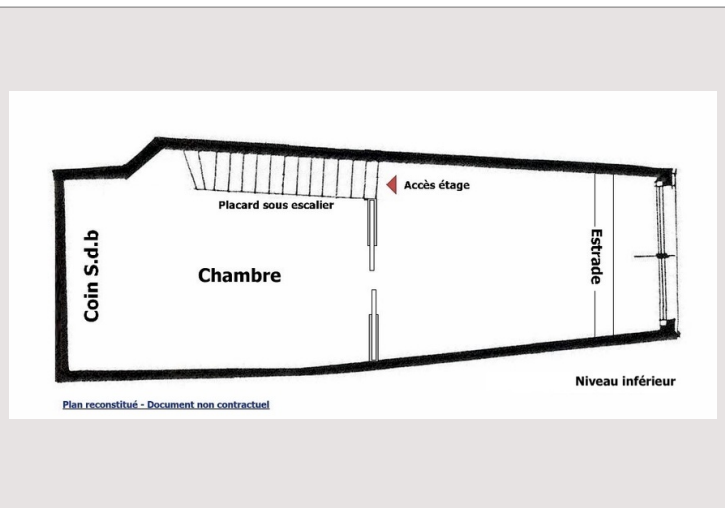 Accès étage
Placard sous escalier
Coin S.d.b
Chambre
Estrade
Niveau inférieur
Plan reconstitué - Document non contractuel